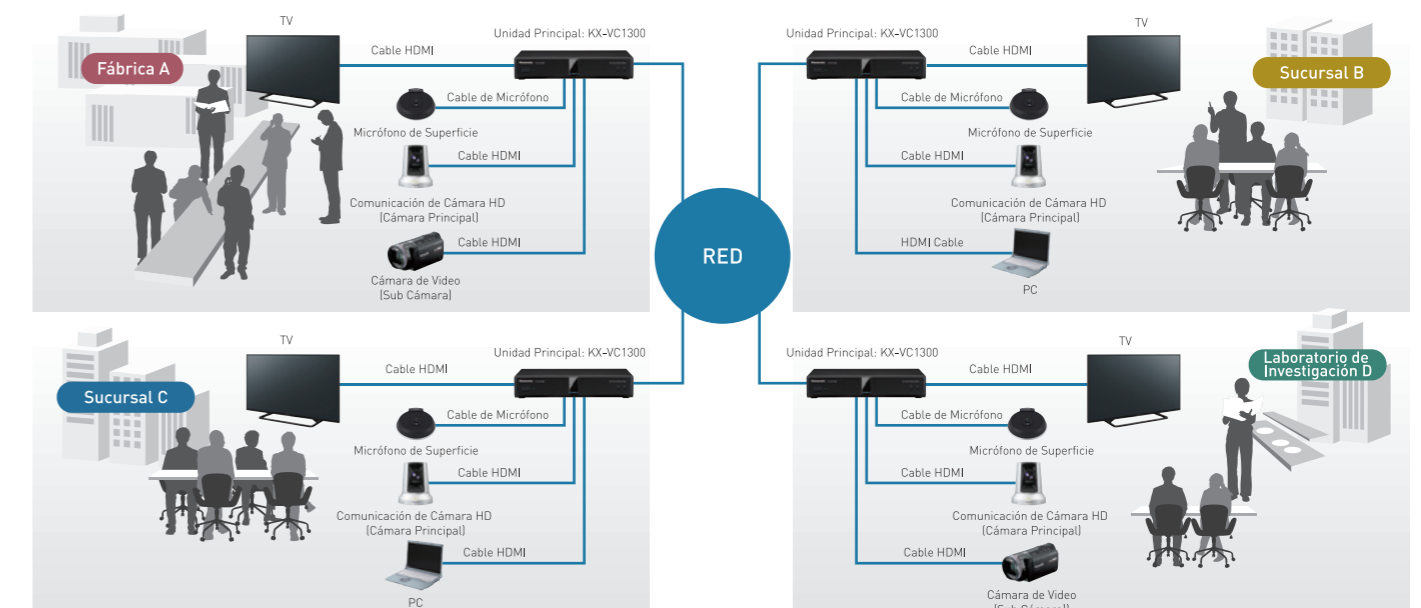 TV
Cable HDMI
Unidad Principal: KX-VC1300
Fábrica A
Cable de Micrófono
Micrófono de Superficie
Cable HDMI
Comunicación de Cámara HD
(Cámara Principal)
Cable HDMI
Cámara de Video
(Sub Cámara)
Unidad Principal: KX-VC1300
Cable HDMI
TV
Sucursal B
Cable de Micrófono
Micrófono de Superficie
Cable HDMI
Comunicación de Cámara HD
(Cámara Principal)
HDMI Cable
PC
RED
TV
Cable HDMI
Unidad Principal: KX-VC1300
Sucursal C
Cable de Micrófono
Micrófono de Superficie
Cable HDMI
Comunicación de Cámara HD
(Cámara Principal)
Cable HDMI
PC
Unidad Principal: KX-VC1300
Cable HDMI
TV
Laboratorio de
Investigación D
Cable de Micrófono
Micrófono de Superficie
Cable HDMI
Comunicación de Cámara HD
(Cámara Principal)
Cable HDMI
Cámara de Video